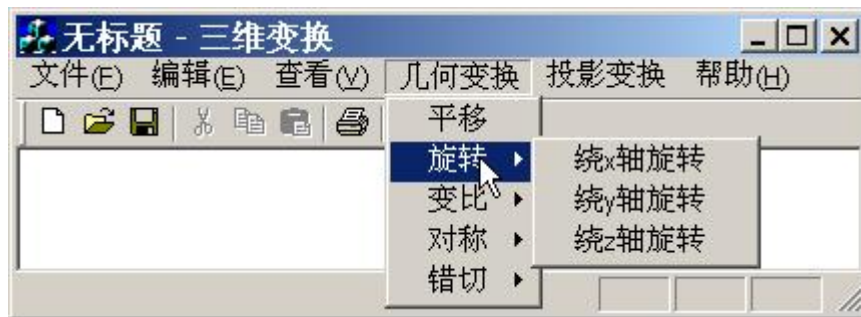 无标题 - 三维变换
文件(F) 编辑(E) 查看(V) 几何变换 投影变换 帮助(H)
平移
旋转
绕x轴旋转
变比
绕y轴旋转
对称
绕z轴旋转
错切